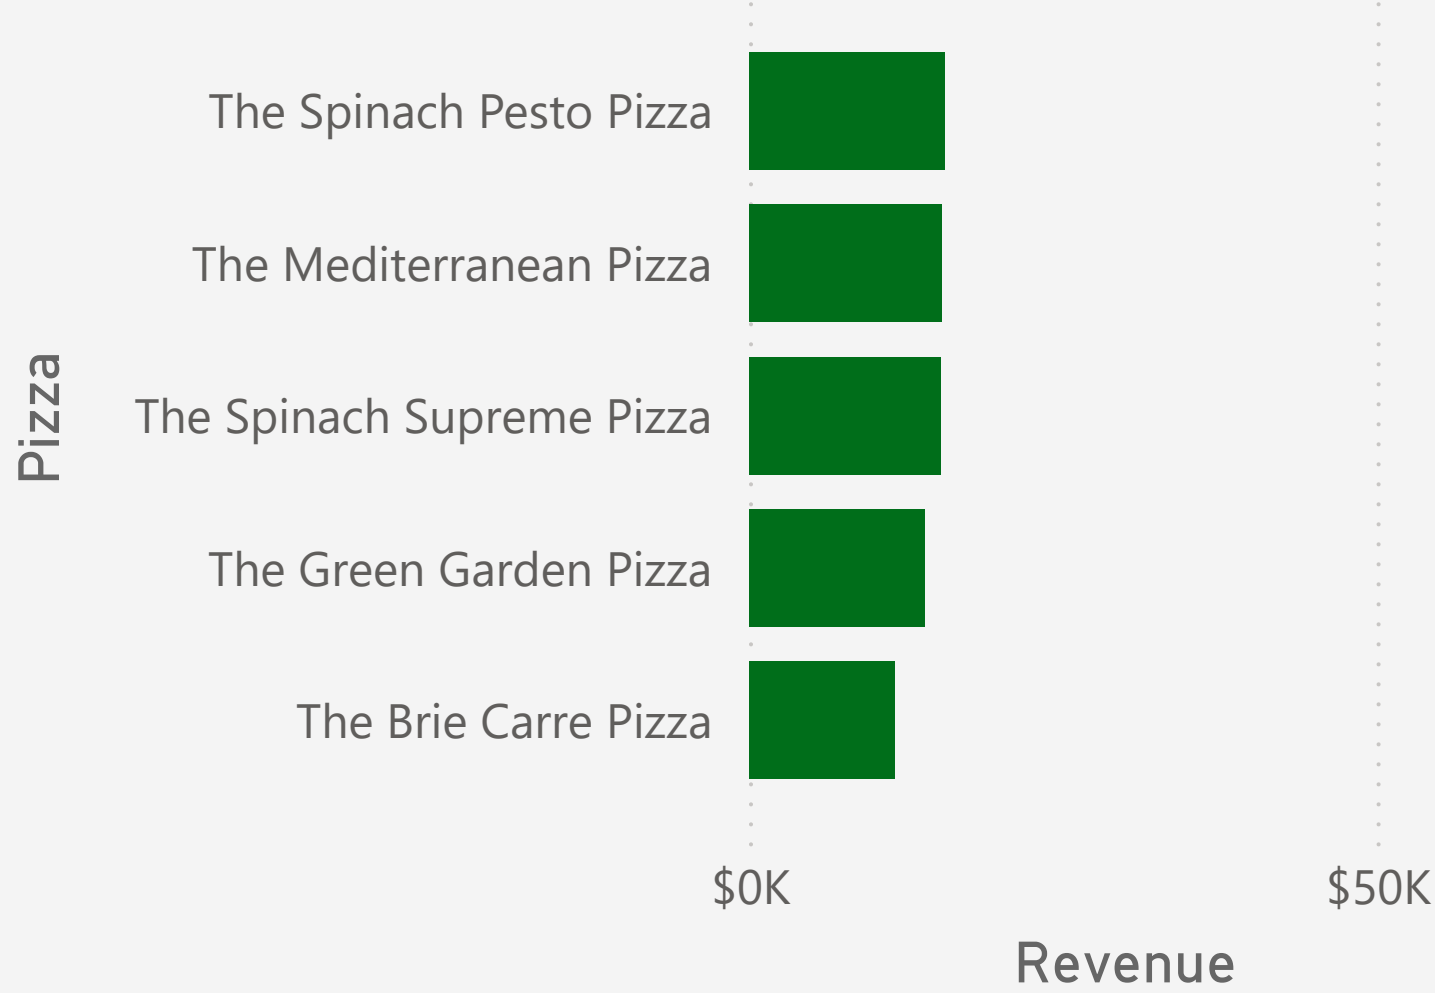 The Spinach Pesto Pizza
The Mediterranean Pizza
The Spinach Supreme Pizza
The Green Garden Pizza
The Brie Carre Pizza
Pizza
$0K
$50K
Revenue